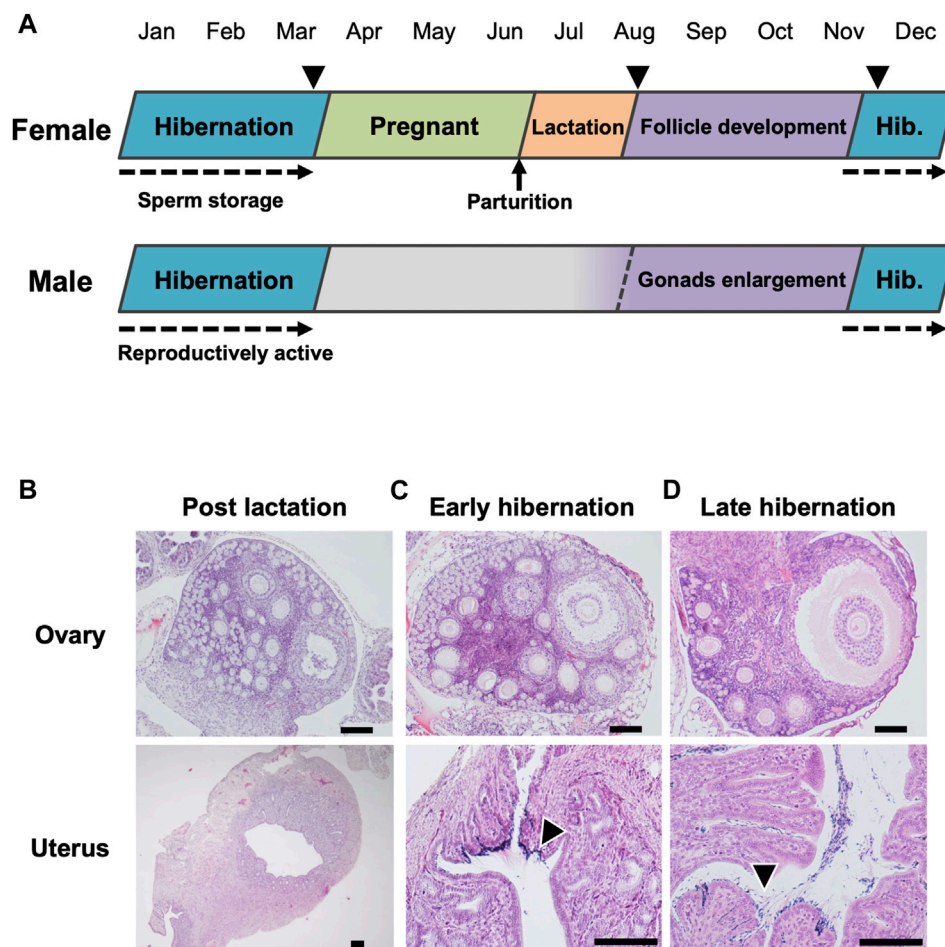 A
Jan Feb Mar Apr May Jun Jul Aug Sep Oct Nov Dec
Female
Hibernation Pregnant Lactation Follicle development Hib.
Sperm storage
Parturition
Male
Hibernation Gonads enlargement Hib.
Reproductively active
B Post lactation C Early hibernation D Late hibernation
Ovary
Uterus